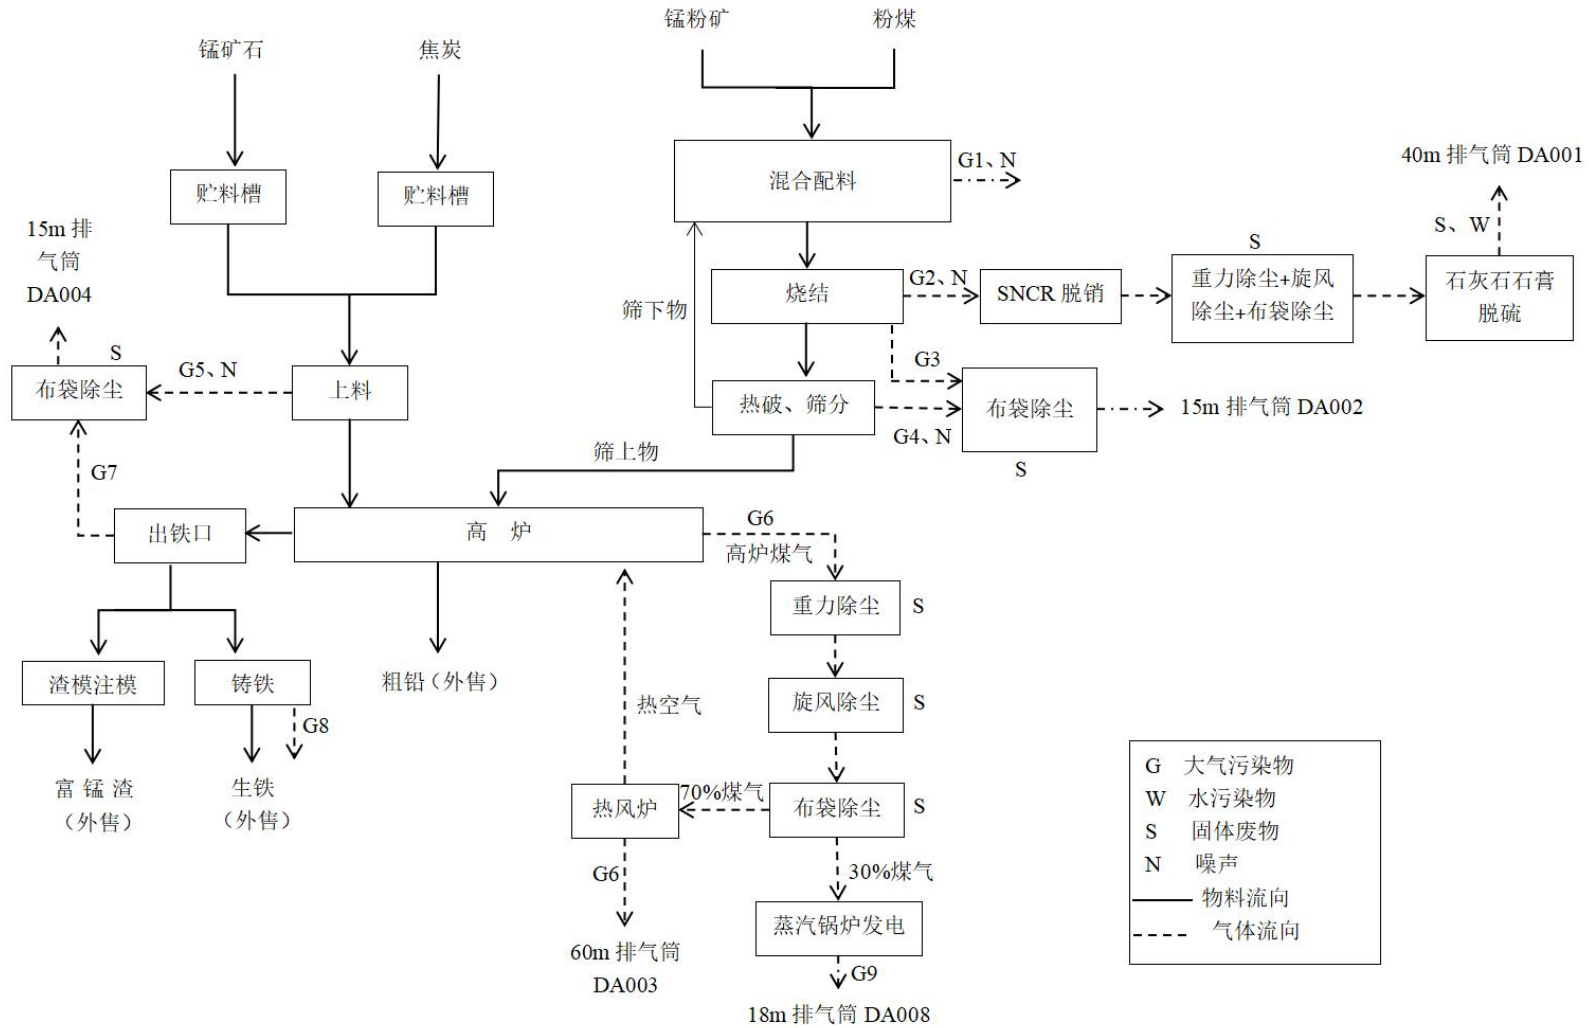 锰粉矿
粉煤
锰矿石
焦炭
混合配料
G1、N
40m 排气筒 DA001
贮料槽
贮料槽
15m 排
气筒
DA004
S、W
S
筛下物
烧结
G2、N
SNCR 脱销
重力除尘+旋风
除尘+布袋除尘
石灰石石膏
脱硫
S
布袋除尘
G5、N
上料
G3
热破、筛分
G4、N
布袋除尘
15m 排气筒 DA002
S
G7
筛上物
出铁口
高 炉
G6
高炉煤气
重力除尘
S
渣模注模
铸铁
粗铅（外售）
热空气
旋风除尘
S
G8
富 锰 渣
（外售）
生铁
（外售）
热风炉
70%煤气
布袋除尘
S
G6
30%煤气
蒸汽锅炉发电
60m 排气筒
DA003
G9
18m 排气筒 DA008
G 大气污染物
W 水污染物
S 固体废物
N 噪声
物料流向
气体流向